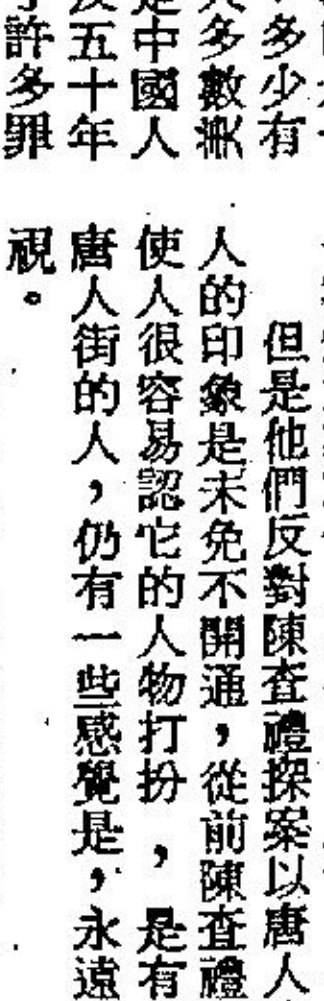 多少有
大多數漁
是中國人
五十年
許多罪
但是他們反對陳查禮探案以唐人
人的印象是未免不開通，從前陳查禮
使人很容易認它的人物打扮，是有
唐人街的人，仍有一些感覺是，永遠
視。